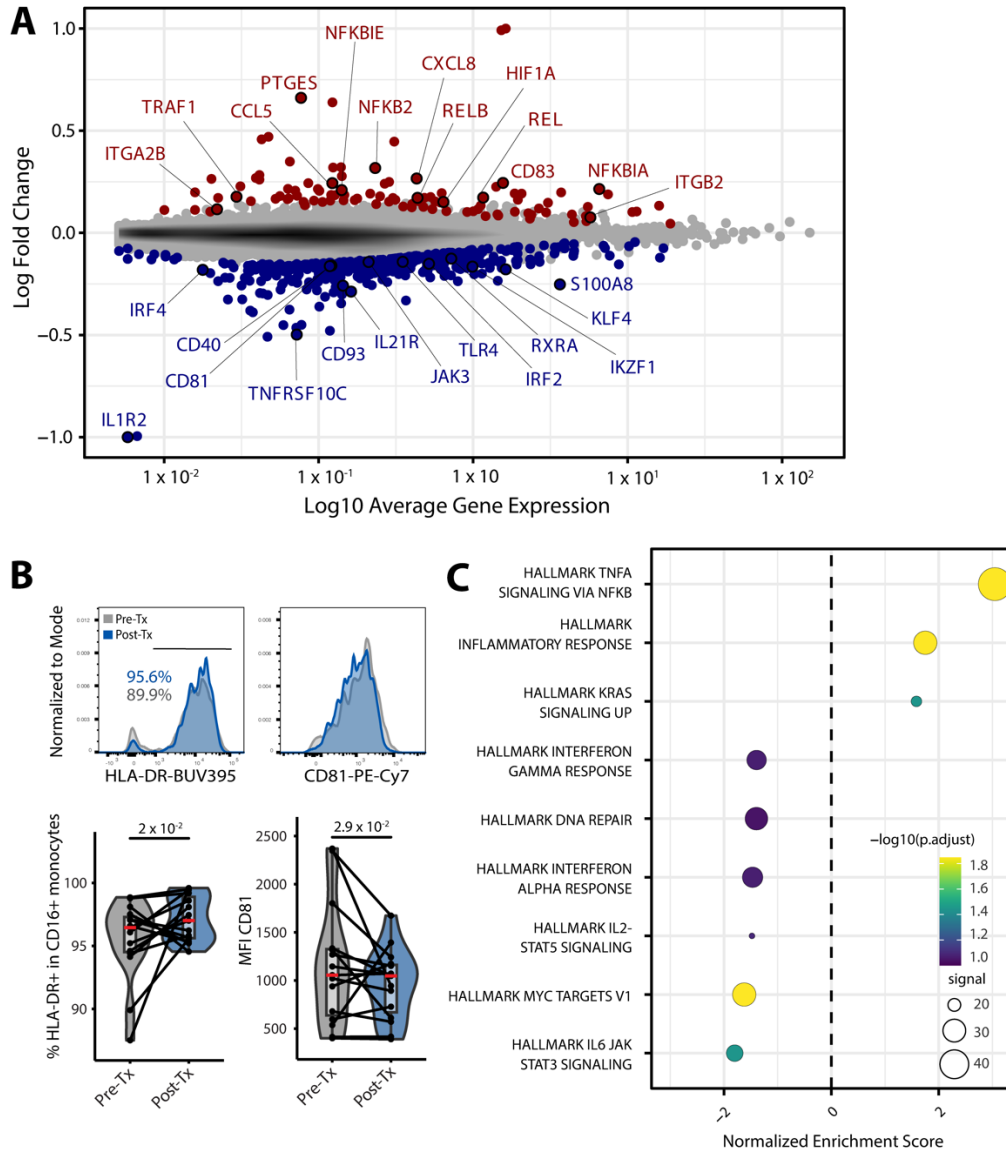 A
NFKBIE
CXCL8
HIF1A
PTGES
TRAF1
CCL5
NFKB2
RELB
REL
ITGA2B
CD83
NFKBIA
ITGB2
1.0
0.5
0.0
−0.5
−1.0
Log Fold Change
IRF4
CD40
CD81
TNFRSF10C
CD93
IL21R
JAK3
TLR4
IRF2
RXRA
IKZF1
KLF4
S100A8
IL1R2
1 x 10⁻²
1 x 10⁻¹
1 x 10
1 x 10¹
1 x 10²
Log10 Average Gene Expression
B
Normalized to Mode
Pre-Tx
Post-Tx
95.6%
89.9%
HLA-DR-BUV395
CD81-PE-Cy7
2 x 10⁻²
% HLA-DR+ in CD16+ monocytes
100
95
90
Pre-Tx
Post-Tx
2.9 x 10⁻²
MFI CD81
2500
2000
1500
1000
500
Pre-Tx
Post-Tx
C
HALLMARK TNFA
SIGNALING VIA NFKB
HALLMARK
INFLAMMATORY RESPONSE
HALLMARK KRAS
SIGNALING UP
HALLMARK INTERFERON
GAMMA RESPONSE
HALLMARK DNA REPAIR
HALLMARK INTERFERON
ALPHA RESPONSE
HALLMARK IL2-
STAT5 SIGNALING
HALLMARK MYC TARGETS V1
HALLMARK IL6 JAK
STAT3 SIGNALING
−log10(p.adjust)
1.8
1.6
1.4
1.2
1.0
signal
20
30
40
−2
0
2
Normalized Enrichment Score